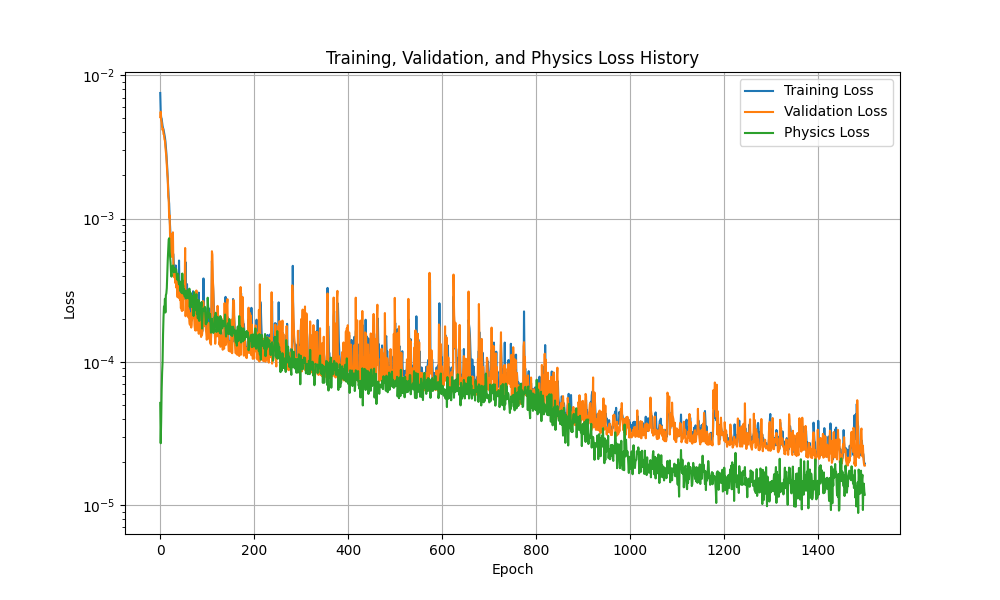 Training, Validation, and Physics Loss History
Training Loss
Validation Loss
Physics Loss
Loss
10⁻²
10⁻³
10⁻⁴
10⁻⁵
0 200 400 600 800 1000 1200 1400
Epoch